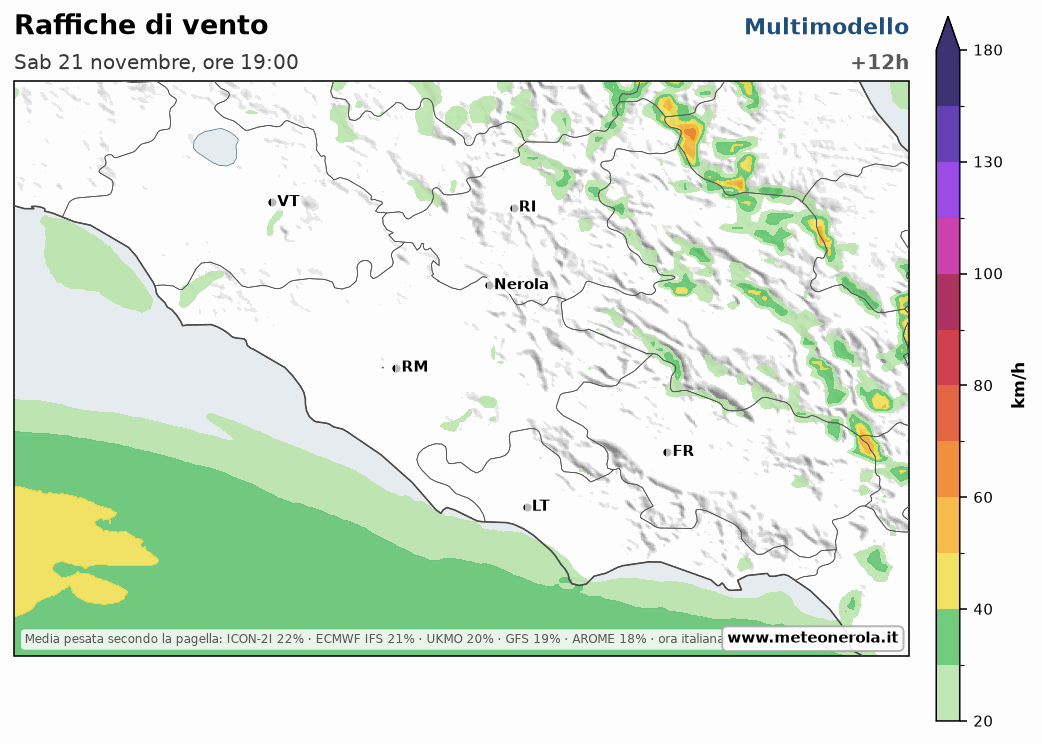 Raffiche di vento
Multimodello
Sab 21 novembre, ore 19:00
+12h
VT
RI
Nerola
RM
FR
LT
Media pesata secondo la pagella: ICON-2I 22% · ECMWF IFS 21% · UKMO 20% · GFS 19% · AROME 18% · ora italiana
www.meteonerola.it
180
130
100
80
60
40
20
km/h